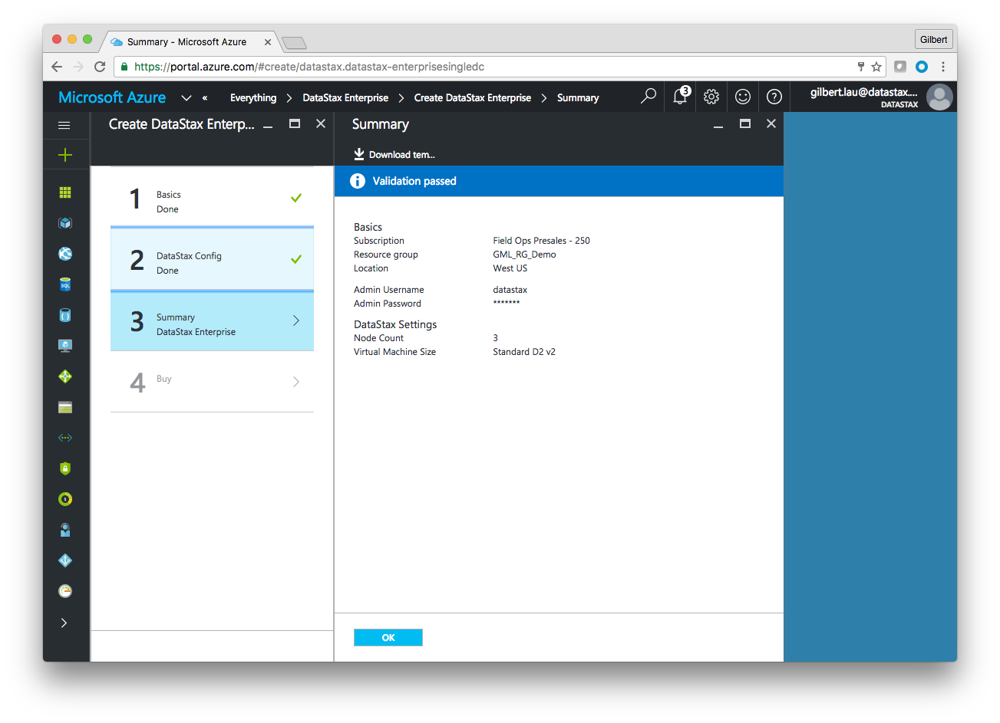 Summary - Microsoft Azure
Gilbert
https://portal.azure.com/#create/datastax.datastax-enterprisesingledc
Microsoft Azure
Everything
DataStax Enterprise
Create DataStax Enterprise
Summary
3
gilbert.lau@datastax....
DATASTAX
Create DataStax Enterp...
Summary
Download tem...
Validation passed
1
Basics
Done
2
DataStax Config
Done
3
Summary
DataStax Enterprise
4
Buy
SQL
Basics
Subscription Field Ops Presales - 250
Resource group GML_RG_Demo
Location West US
Admin Username datastax
Admin Password *******
DataStax Settings
Node Count 3
Virtual Machine Size Standard D2 v2
OK